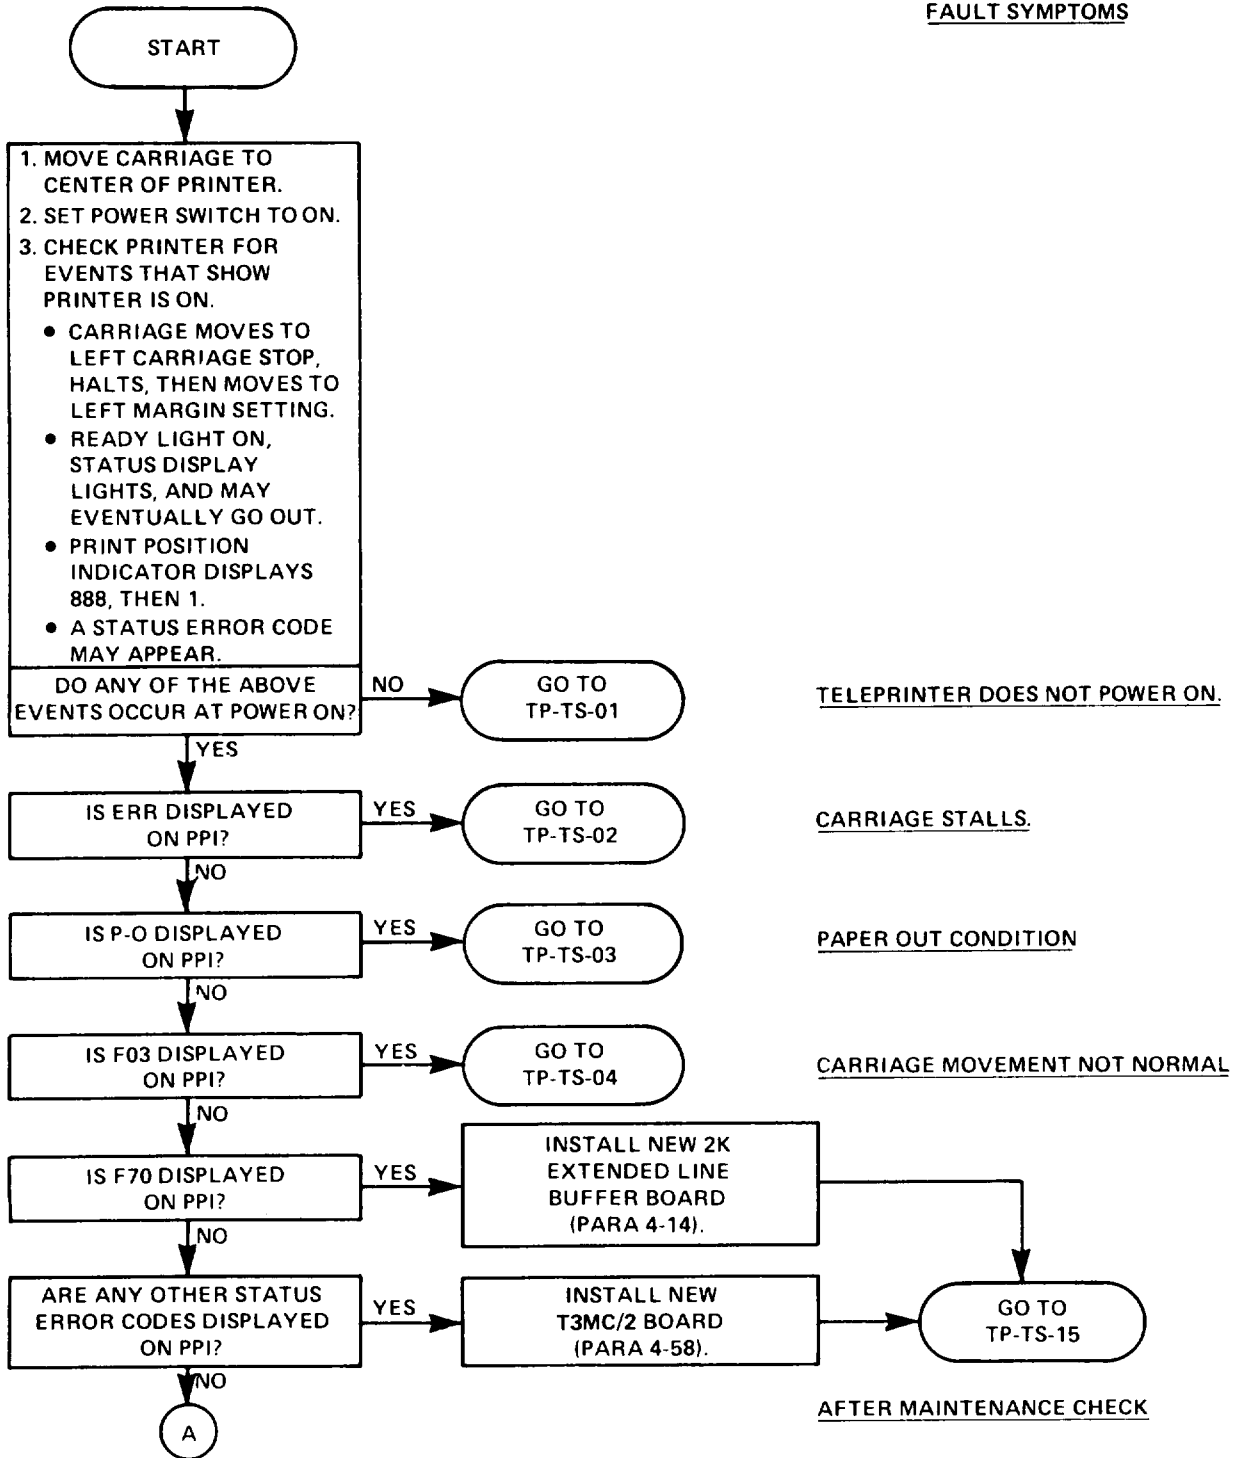 FAULT SYMPTOMS
START
1. MOVE CARRIAGE TO
CENTER OF PRINTER.
2. SET POWER SWITCH TO ON.
3. CHECK PRINTER FOR
EVENTS THAT SHOW
PRINTER IS ON.
• CARRIAGE MOVES TO
LEFT CARRIAGE STOP,
HALTS, THEN MOVES TO
LEFT MARGIN SETTING.
• READY LIGHT ON,
STATUS DISPLAY
LIGHTS, AND MAY
EVENTUALLY GO OUT.
• PRINT POSITION
INDICATOR DISPLAYS
888, THEN 1.
• A STATUS ERROR CODE
MAY APPEAR.
DO ANY OF THE ABOVE
EVENTS OCCUR AT POWER ON?
NO
GO TO
TP-TS-01
TELEPRINTER DOES NOT POWER ON.
YES
IS ERR DISPLAYED
ON PPI?
YES
GO TO
TP-TS-02
CARRIAGE STALLS.
NO
IS P-O DISPLAYED
ON PPI?
YES
GO TO
TP-TS-03
PAPER OUT CONDITION
NO
IS F03 DISPLAYED
ON PPI?
YES
GO TO
TP-TS-04
CARRIAGE MOVEMENT NOT NORMAL
NO
IS F70 DISPLAYED
ON PPI?
YES
INSTALL NEW 2K
EXTENDED LINE
BUFFER BOARD
(PARA 4-14).
NO
ARE ANY OTHER STATUS
ERROR CODES DISPLAYED
ON PPI?
YES
INSTALL NEW
T3MC/2 BOARD
(PARA 4-58).
GO TO
TP-TS-15
NO
AFTER MAINTENANCE CHECK
A